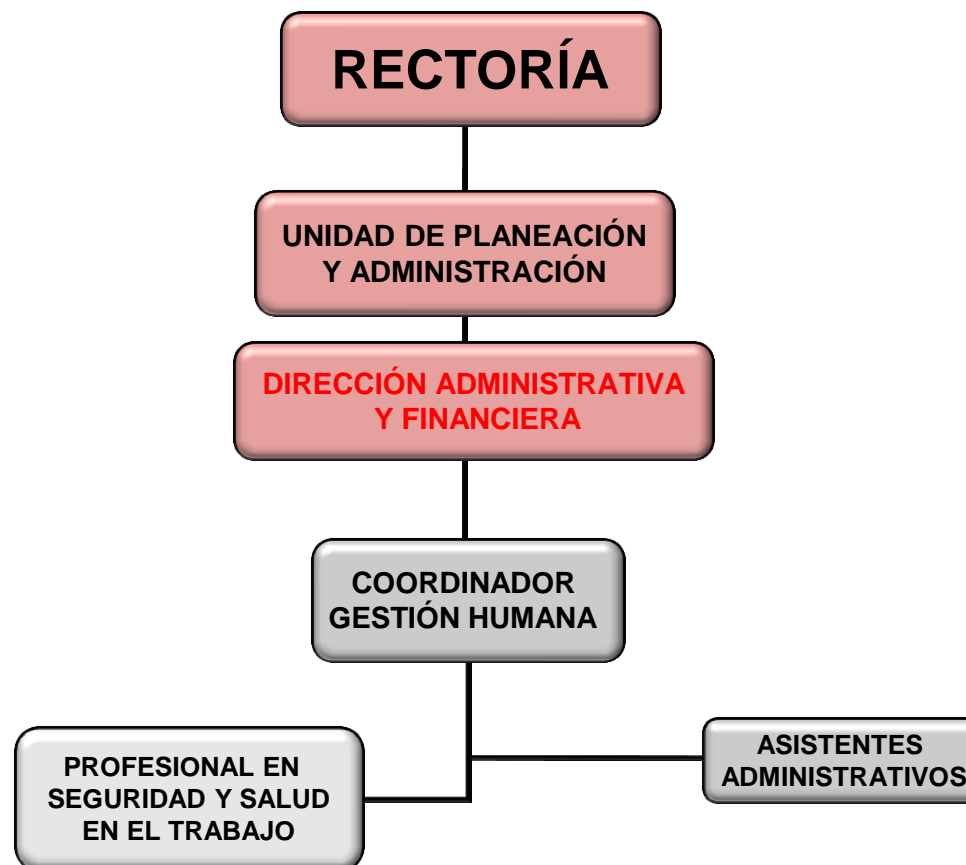 RECTORÍA
UNIDAD DE PLANEACIÓN
Y ADMINISTRACIÓN
DIRECCIÓN ADMINISTRATIVA
Y FINANCIERA
COORDINADOR
GESTIÓN HUMANA
PROFESIONAL EN
SEGURIDAD Y SALUD
EN EL TRABAJO
ASISTENTES
ADMINISTRATIVOS